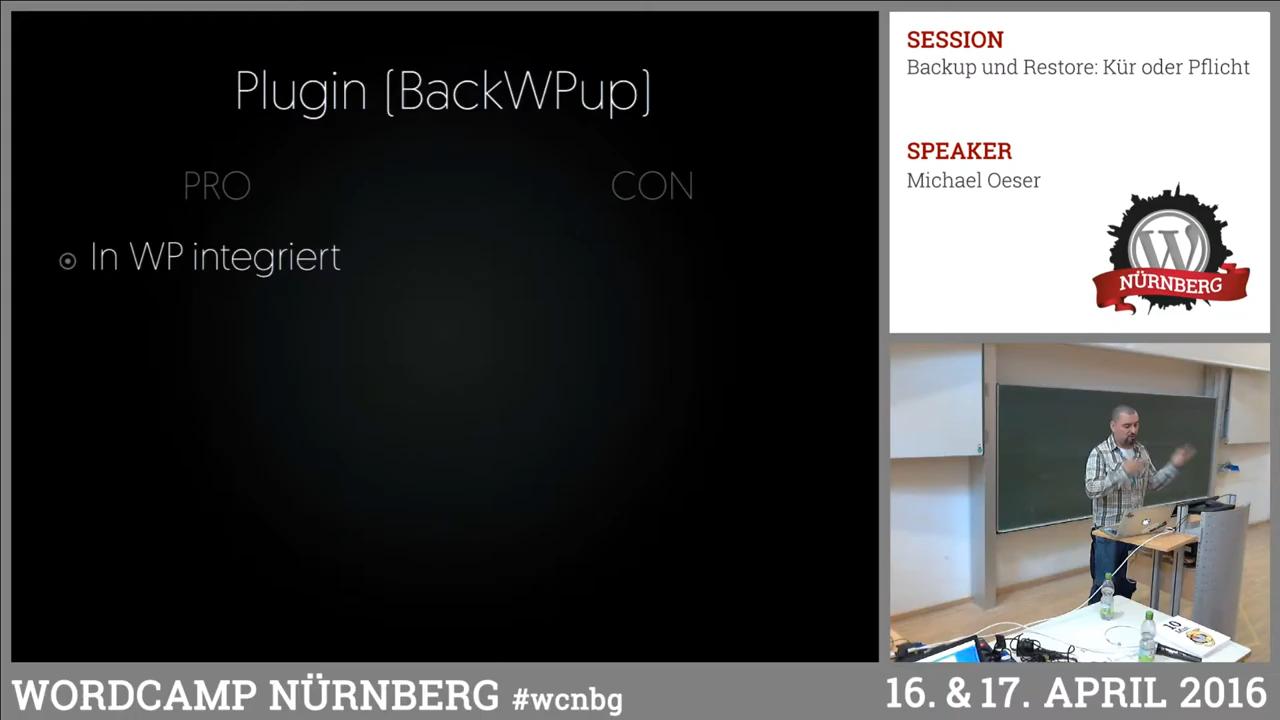 Plugin (BackWPup)
PRO
CON
In WP integriert
SESSION
Backup und Restore: Kür oder Pflicht
SPEAKER
Michael Oeser
W
NÜRNBERG
10
WORDCAMP NÜRNBERG #wcnbg
16. & 17. APRIL 2016